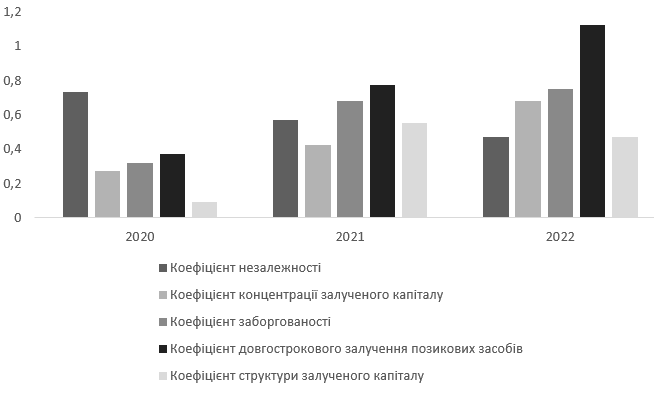 1,2
1
0,8
0,6
0,4
0,2
0
2020
2021
2022
Коефіцієнт незалежності
Коефіцієнт концентрації залученого капіталу
Коефіцієнт заборгованості
Коефіцієнт довгострокового залучення позикових засобів
Коефіцієнт структури залученого капіталу